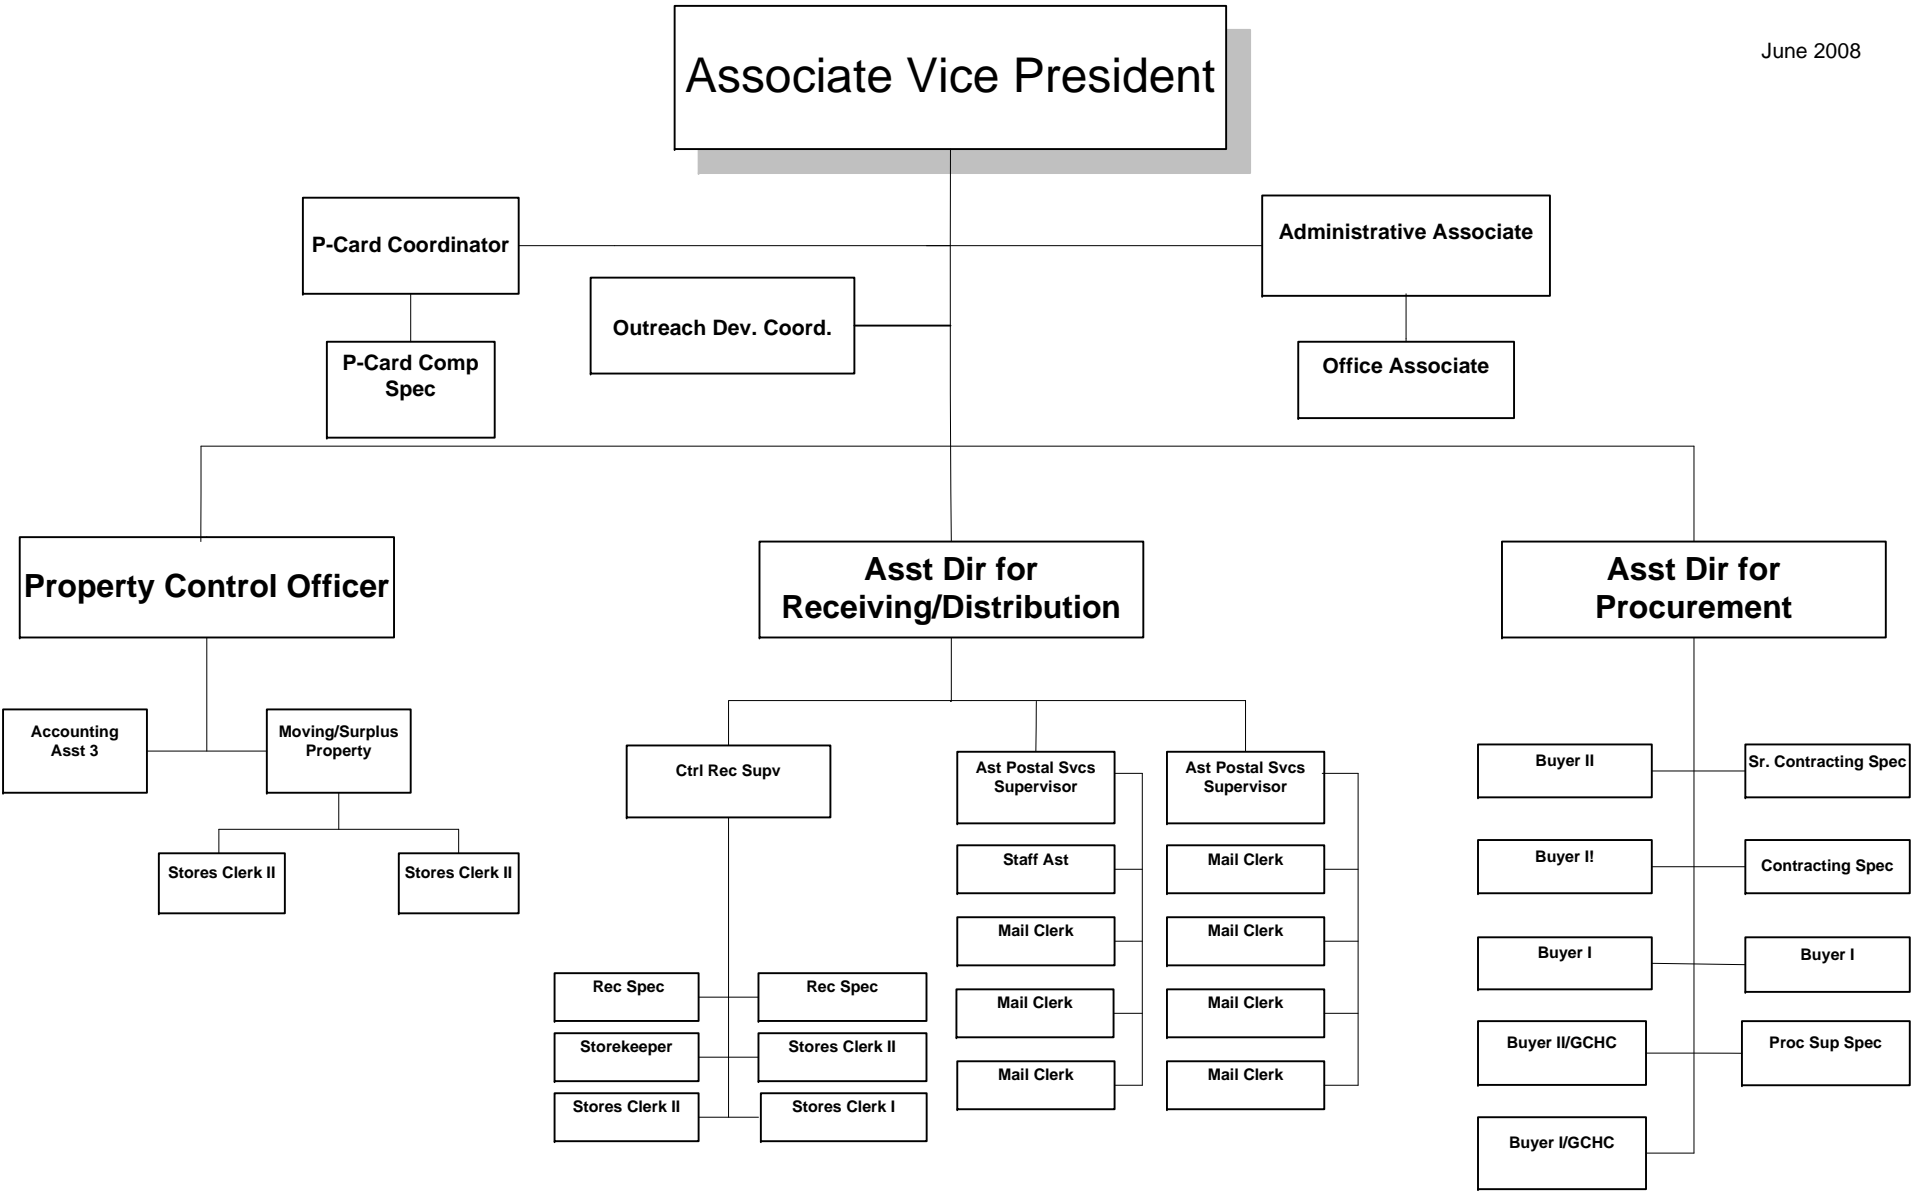 Associate Vice President
June 2008
P-Card Coordinator
Administrative Associate
Outreach Dev. Coord.
P-Card Comp
Spec
Office Associate
Property Control Officer
Asst Dir for
Receiving/Distribution
Asst Dir for
Procurement
Accounting
Asst 3
Moving/Surplus
Property
Stores Clerk II
Stores Clerk II
Ctrl Rec Supv
Rec Spec
Rec Spec
Storekeeper
Stores Clerk II
Stores Clerk II
Stores Clerk I
Ast Postal Svcs
Supervisor
Staff Ast
Mail Clerk
Mail Clerk
Mail Clerk
Ast Postal Svcs
Supervisor
Mail Clerk
Mail Clerk
Mail Clerk
Mail Clerk
Buyer II
Sr. Contracting Spec
Buyer I!
Contracting Spec
Buyer I
Buyer I
Buyer II/GCHC
Proc Sup Spec
Buyer I/GCHC